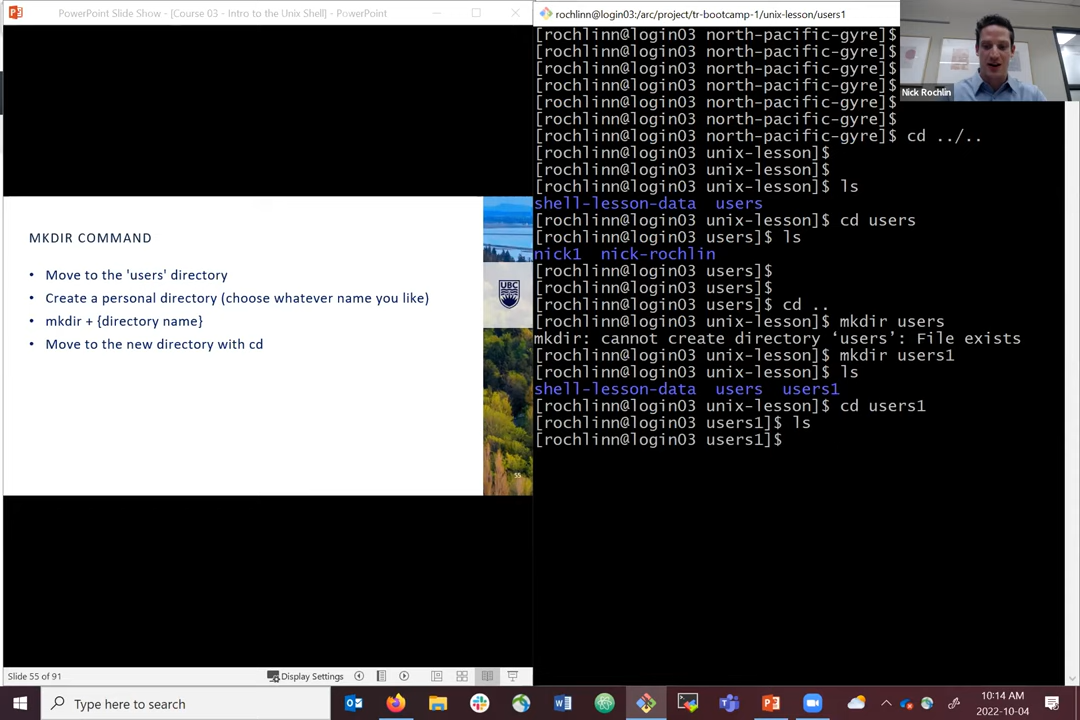 PowerPoint Slide Show - [Course 03 - Intro to the Unix Shell] - PowerPoint
MKDIR COMMAND
• Move to the 'users' directory
• Create a personal directory (choose whatever name you like)
• mkdir + {directory name}
• Move to the new directory with cd
UBC
55
Slide 55 of 91
Display Settings
rochlinn@login03:/arc/project/tr-bootcamp-1/unix-lesson/users1
[rochlinn@login03 north-pacific-gyre]$
[rochlinn@login03 north-pacific-gyre]$
[rochlinn@login03 north-pacific-gyre]$
[rochlinn@login03 north-pacific-gyre]$
[rochlinn@login03 north-pacific-gyre]$
[rochlinn@login03 north-pacific-gyre]$
[rochlinn@login03 north-pacific-gyre]$ cd ../..
[rochlinn@login03 unix-lesson]$
[rochlinn@login03 unix-lesson]$
[rochlinn@login03 unix-lesson]$ ls
shell-lesson-data users
[rochlinn@login03 unix-lesson]$ cd users
[rochlinn@login03 users]$ ls
nick1 nick-rochlin
[rochlinn@login03 users]$
[rochlinn@login03 users]$
[rochlinn@login03 users]$ cd ..
[rochlinn@login03 unix-lesson]$ mkdir users
mkdir: cannot create directory ‘users’: File exists
[rochlinn@login03 unix-lesson]$ mkdir users1
[rochlinn@login03 unix-lesson]$ ls
shell-lesson-data users users1
[rochlinn@login03 unix-lesson]$ cd users1
[rochlinn@login03 users1]$ ls
[rochlinn@login03 users1]$
Nick Rochlin
Type here to search
10:14 AM
2022-10-04